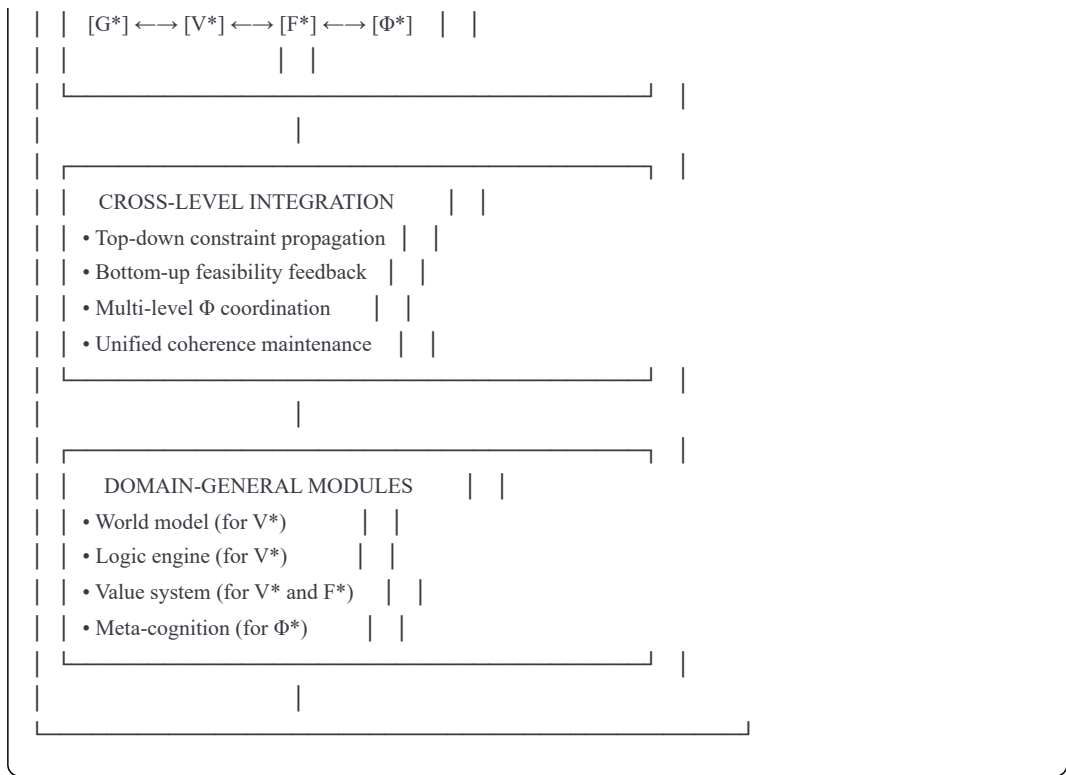 [G*] ←→ [V*] ←→ [F*] ←→ [Φ*]
CROSS-LEVEL INTEGRATION
• Top-down constraint propagation
• Bottom-up feasibility feedback
• Multi-level Φ coordination
• Unified coherence maintenance
DOMAIN-GENERAL MODULES
• World model (for V*)
• Logic engine (for V*)
• Value system (for V* and F*)
• Meta-cognition (for Φ*)